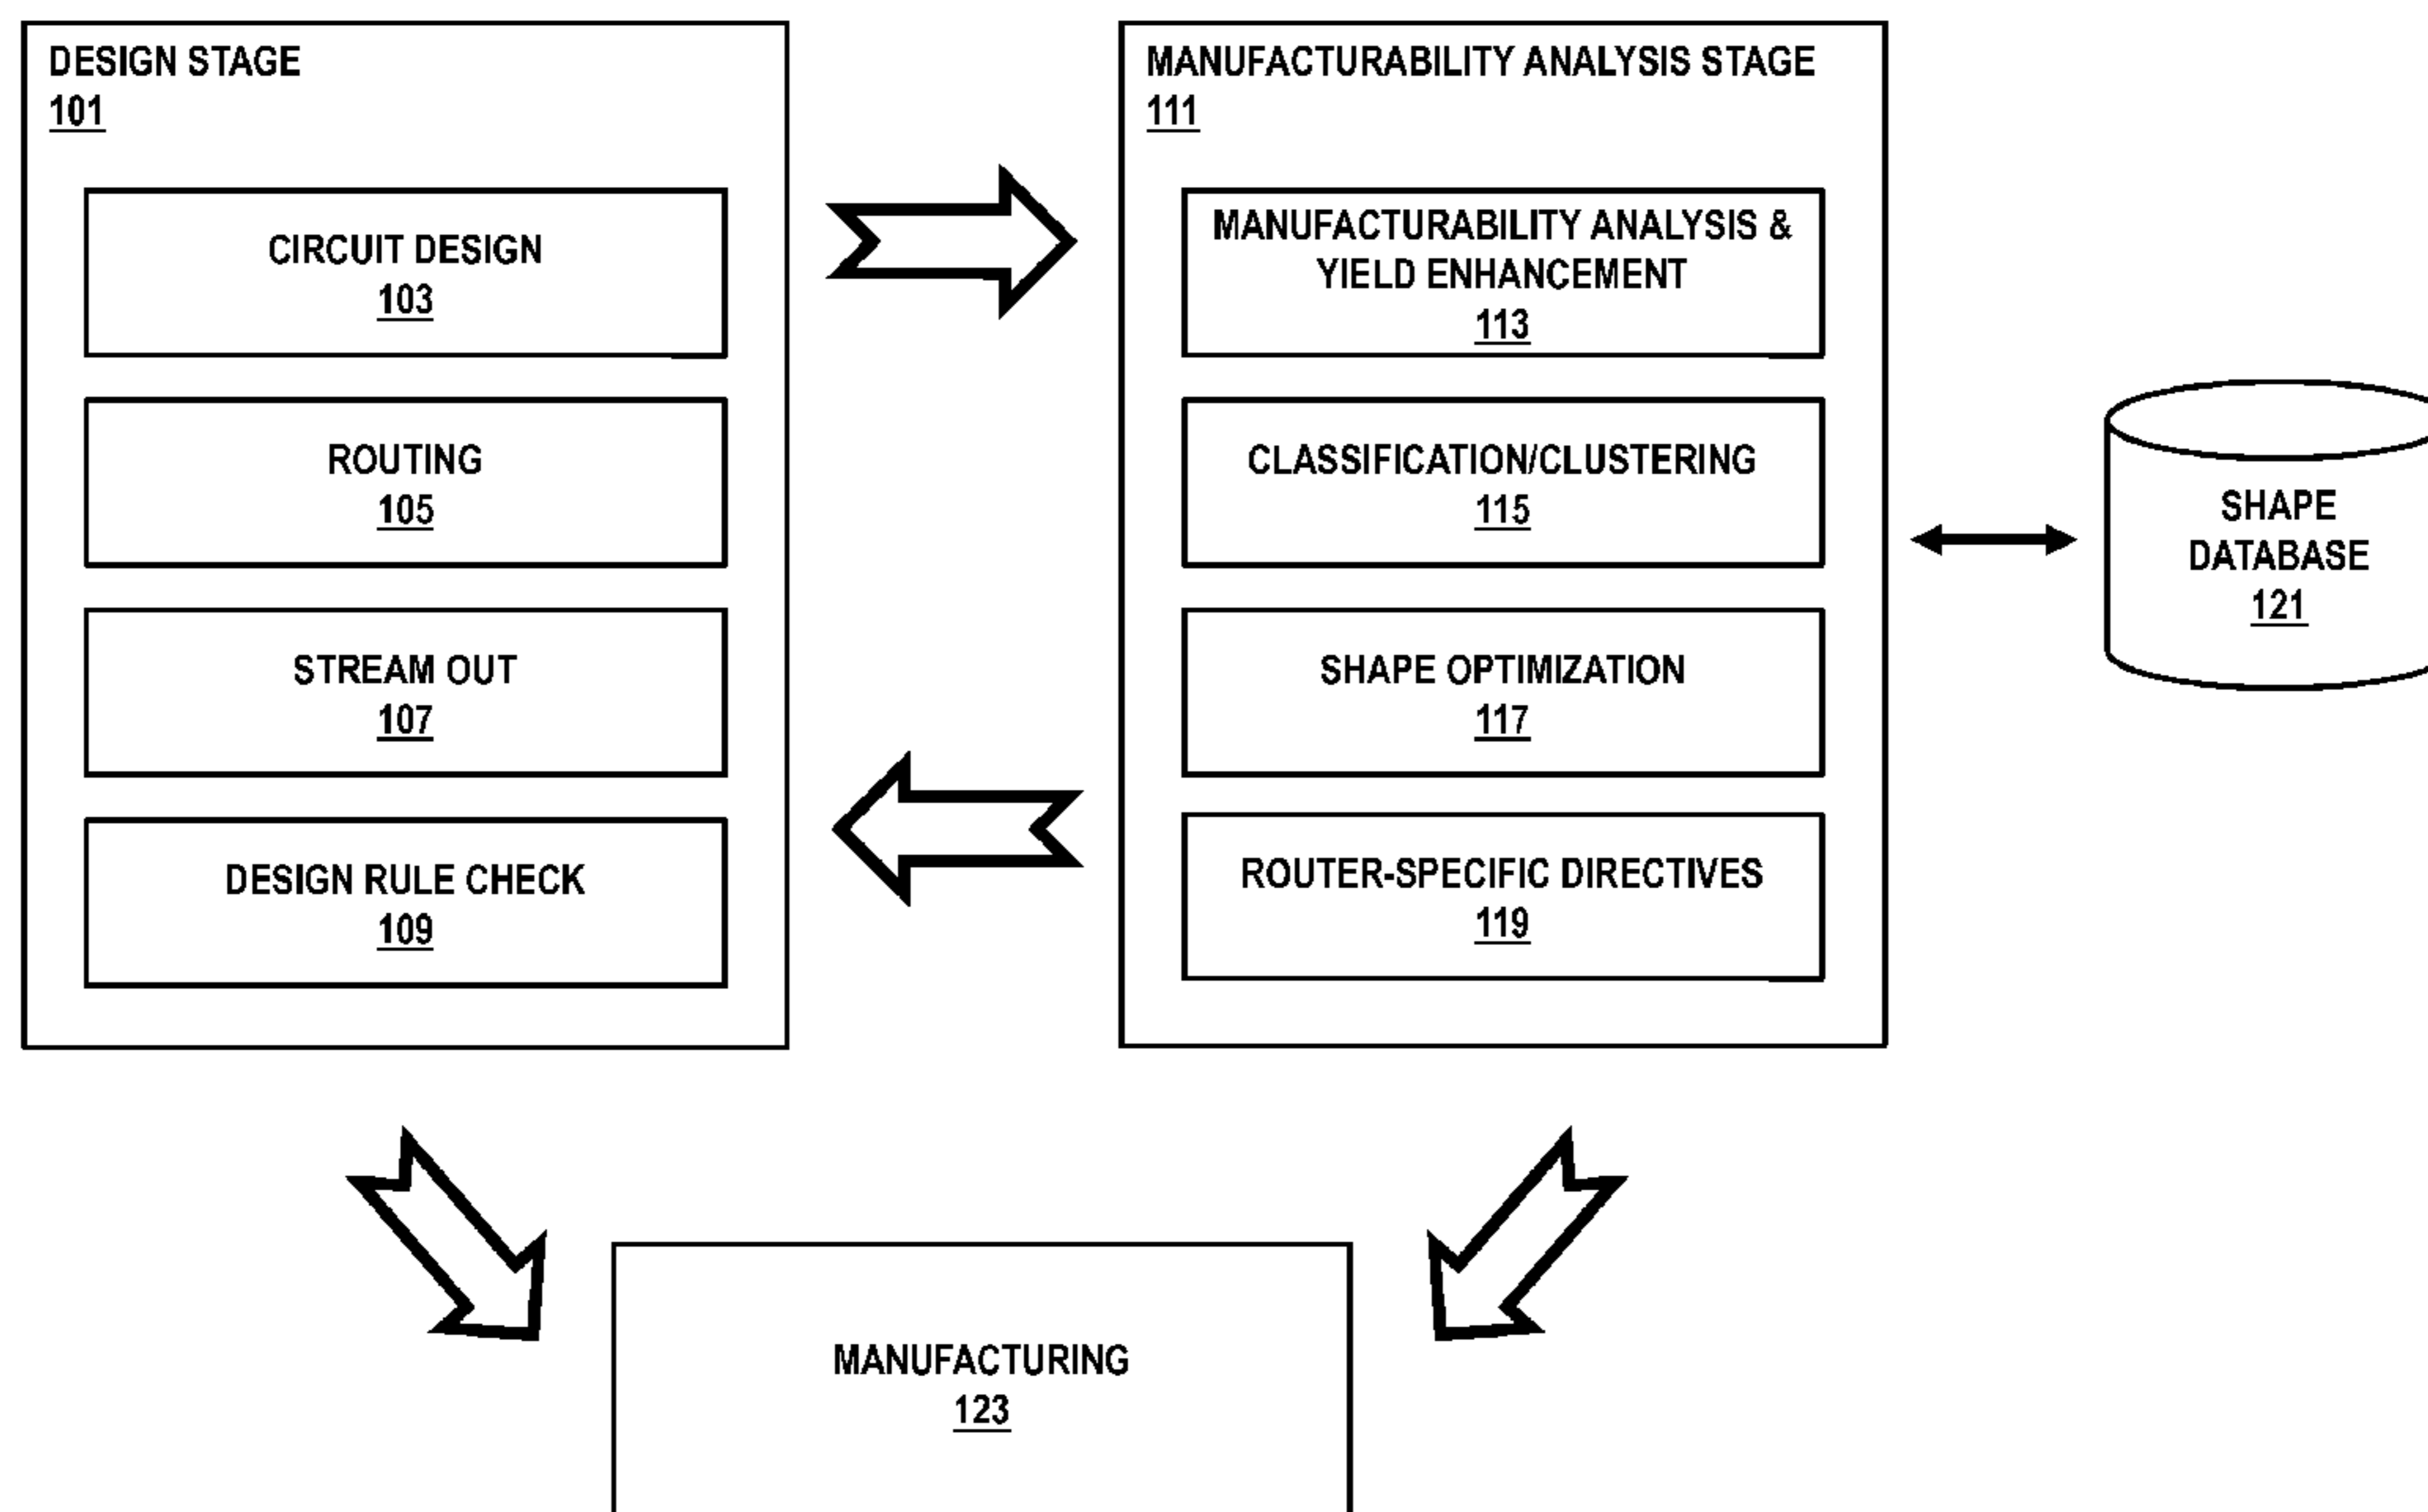 DESIGN STAGE
101
CIRCUIT DESIGN
103
ROUTING
105
STREAM OUT
107
DESIGN RULE CHECK
109
MANUFACTURABILITY ANALYSIS STAGE
111
MANUFACTURABILITY ANALYSIS &
YIELD ENHANCEMENT
113
CLASSIFICATION/CLUSTERING
115
SHAPE OPTIMIZATION
117
ROUTER-SPECIFIC DIRECTIVES
119
SHAPE
DATABASE
121
MANUFACTURING
123